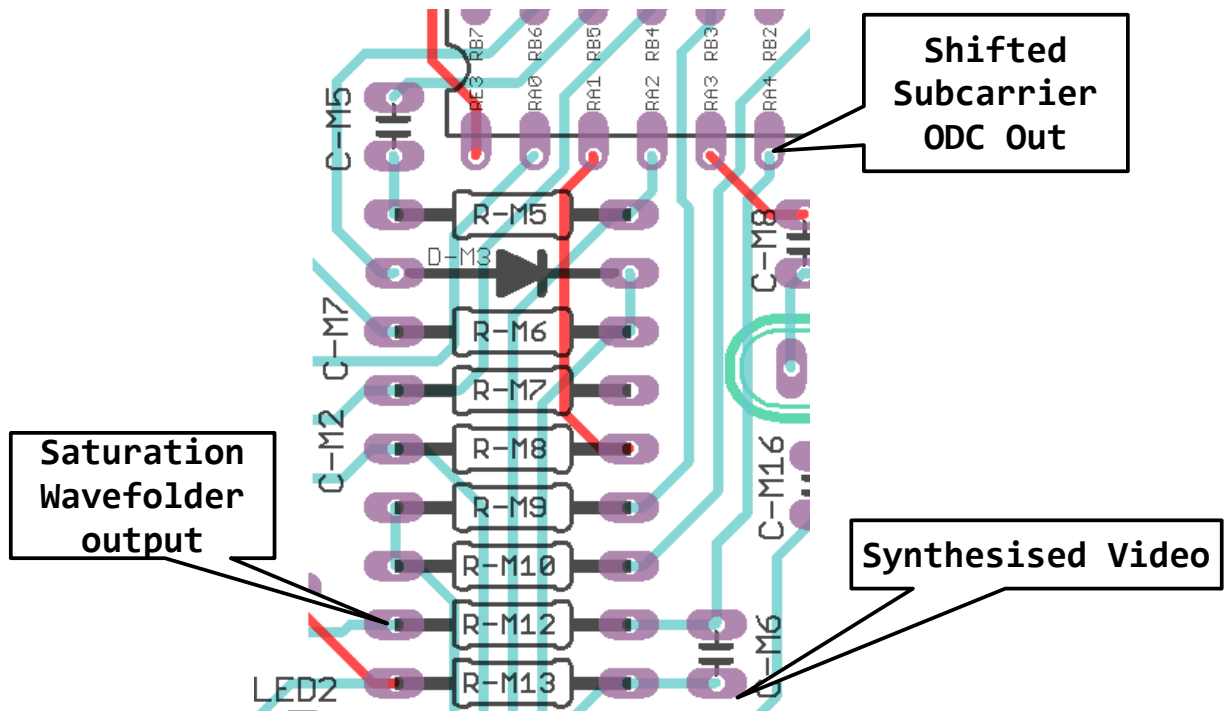 RB7
RB6
RB5
RB4
RB3
RB2
RE3
RA0
RA1
RA2
RA3
RA4
Shifted
Subcarrier
ODC Out
C-M5
R-M5
D-M3
C-M8
C-M7
R-M6
R-M7
C-M2
R-M8
Saturation
Wavefolder
output
R-M9
C-M16
R-M10
Synthesised Video
R-M12
C-M6
R-M13
LED2